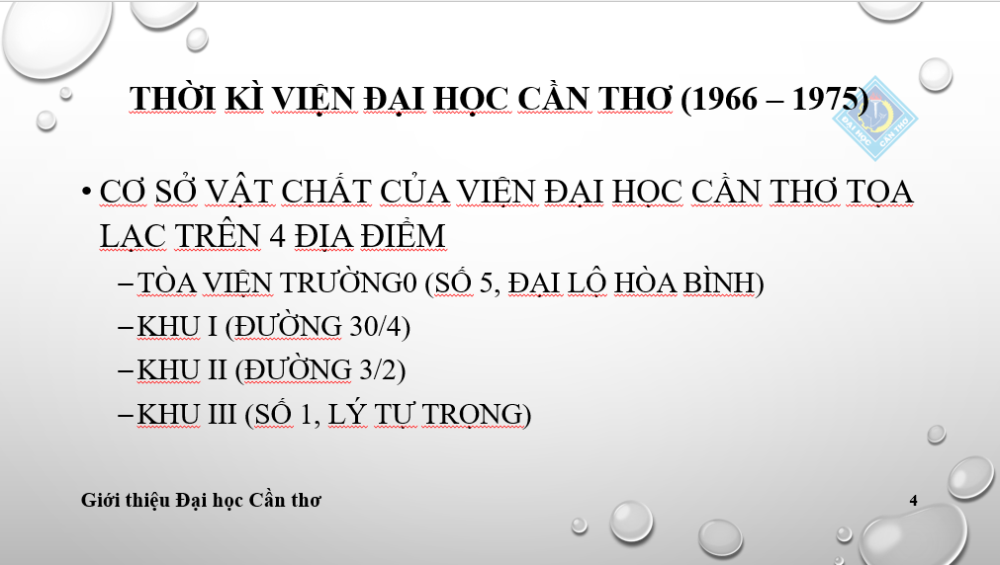 THỜI KÌ VIỆN ĐẠI HỌC CẦN THƠ (1966 – 1975)
ĐẠI HỌC CẦN THƠ
• CƠ SỞ VẬT CHẤT CỦA VIỆN ĐẠI HỌC CẦN THƠ TỌA
LẠC TRÊN 4 ĐỊA ĐIỂM
–TÒA VIỆN TRƯỜNG0 (SỐ 5, ĐẠI LỘ HÒA BÌNH)
–KHU I (ĐƯỜNG 30/4)
–KHU II (ĐƯỜNG 3/2)
–KHU III (SỐ 1, LÝ TỰ TRỌNG)
Giới thiệu Đại học Cần thơ
4